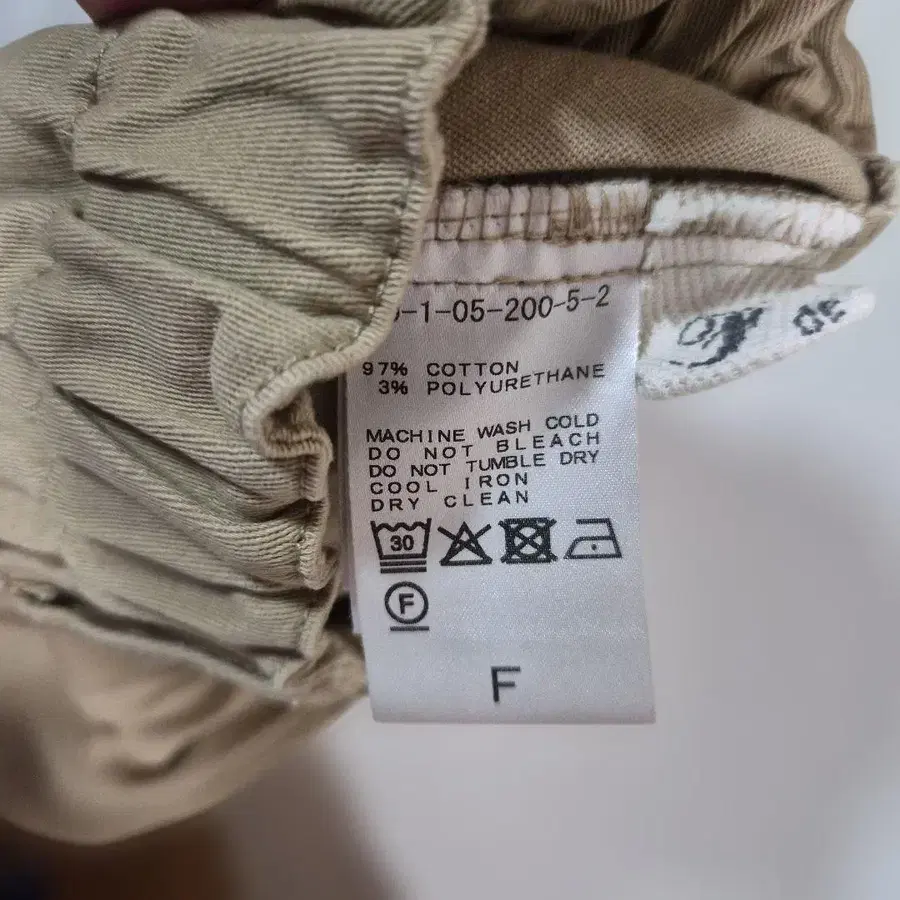 -1-05-200-5-2
97% COTTON
3% POLYURETHANE
MACHINE WASH COLD
DO NOT BLEACH
DO NOT TUMBLE DRY
COOL IRON
DRY CLEAN
30
F
F